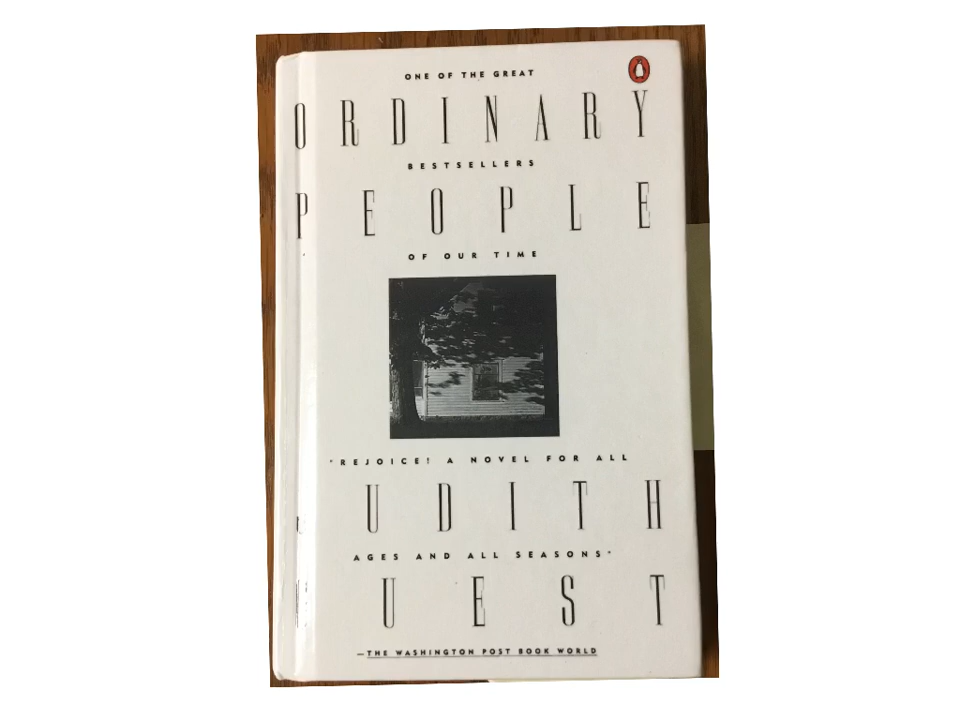 ONE OF THE GREAT
ORDINARY
BESTSELLERS
PEOPLE
OF OUR TIME
"REJOICE! A NOVEL FOR ALL
UDITH
AGES AND ALL SEASONS"
UEST
—THE WASHINGTON POST BOOK WORLD